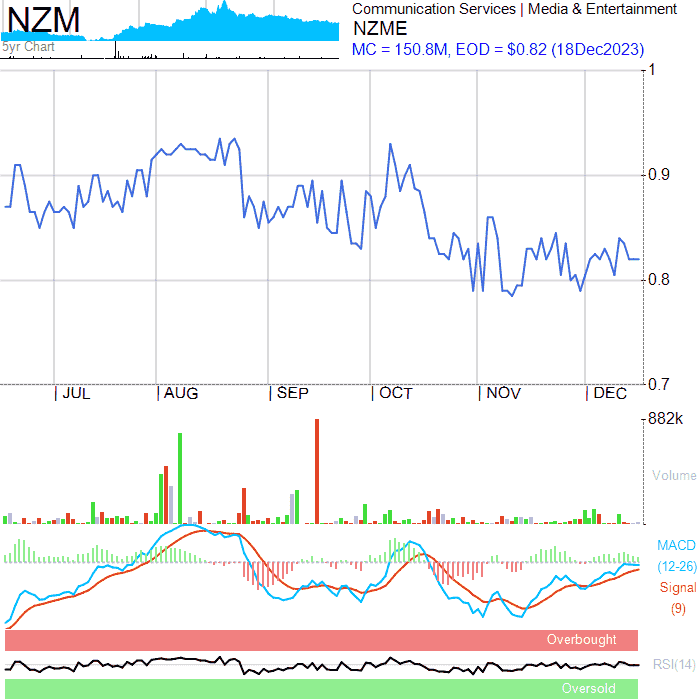 NZM
5yr Chart
Communication Services | Media & Entertainment
NZME
MC = 150.8M, EOD = $0.82 (18Dec2023)
1
0.9
0.8
0.7
| JUL | AUG | SEP | OCT | NOV | DEC
882k
Volume
MACD
(12-26)
Signal
(9)
Overbought
RSI(14)
Oversold